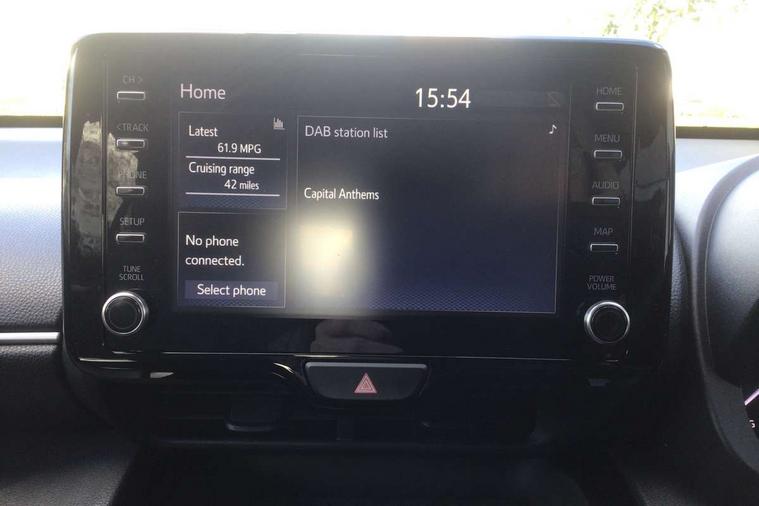 CH >
< TRACK
PHONE
SETUP
TUNE
SCROLL
Home
15:54
Latest
61.9 MPG
Cruising range
42 miles
No phone
connected.
Select phone
DAB station list
Capital Anthems
HOME
MENU
AUDIO
MAP
POWER
VOLUME